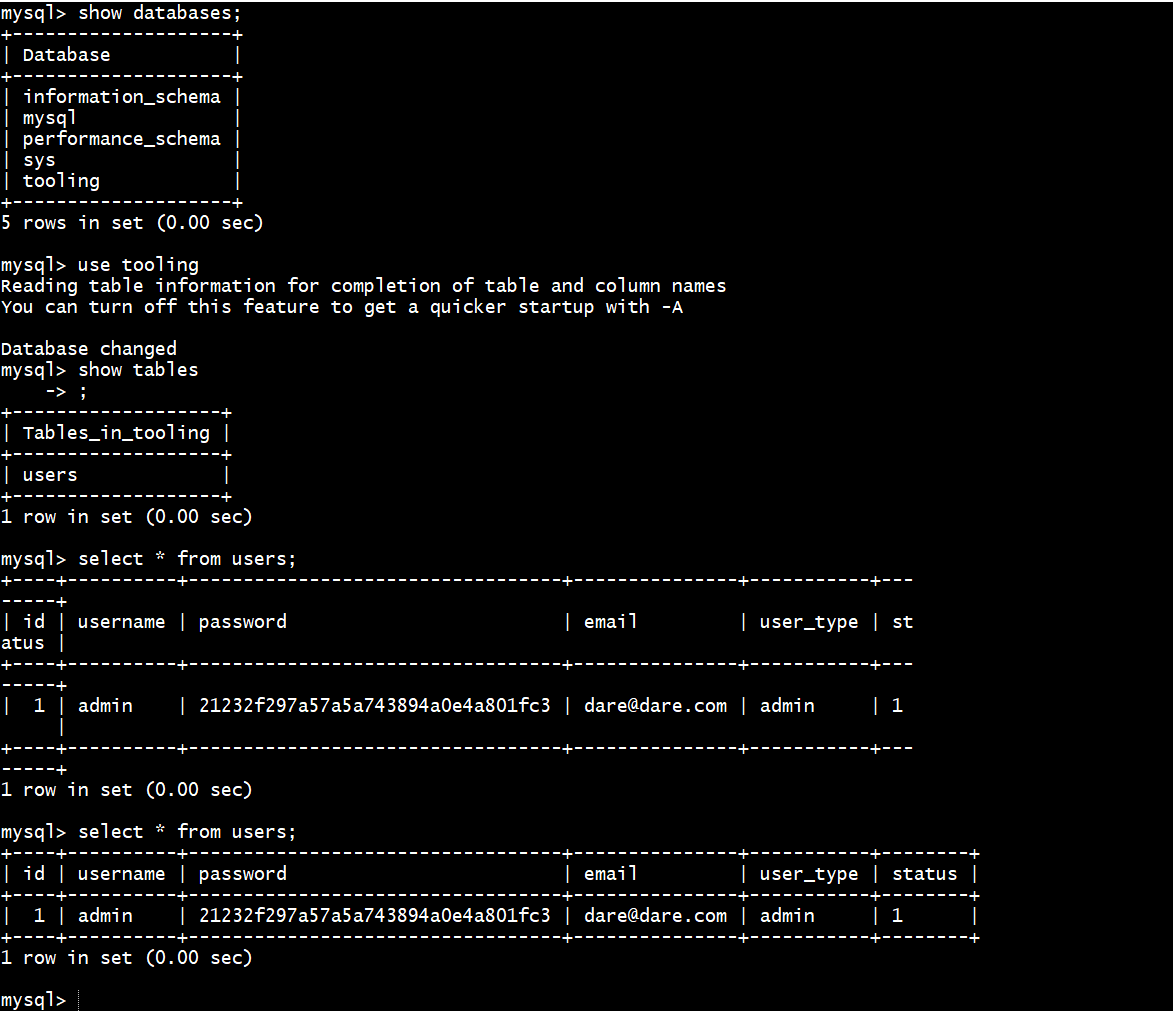 mysql> show databases;
+--------------------+
| Database           |
+--------------------+
| information_schema |
| mysql              |
| performance_schema |
| sys                |
| tooling            |
+--------------------+
5 rows in set (0.00 sec)

mysql> use tooling
Reading table information for completion of table and column names
You can turn off this feature to get a quicker startup with -A

Database changed
mysql> show tables
    -> ;
+-------------------+
| Tables_in_tooling |
+-------------------+
| users             |
+-------------------+
1 row in set (0.00 sec)

mysql> select * from users;
+----+----------+----------------------------------+---------------+-----------+---
-----+
| id | username | password                         | email         | user_type | st
atus |
+----+----------+----------------------------------+---------------+-----------+---
-----+
|  1 | admin    | 21232f297a57a5a743894a0e4a801fc3 | dare@dare.com | admin     | 1
     |
+----+----------+----------------------------------+---------------+-----------+---
-----+
1 row in set (0.00 sec)

mysql> select * from users;
+----+----------+----------------------------------+---------------+-----------+--------+
| id | username | password                         | email         | user_type | status |
+----+----------+----------------------------------+---------------+-----------+--------+
|  1 | admin    | 21232f297a57a5a743894a0e4a801fc3 | dare@dare.com | admin     | 1      |
+----+----------+----------------------------------+---------------+-----------+--------+
1 row in set (0.00 sec)

mysql>